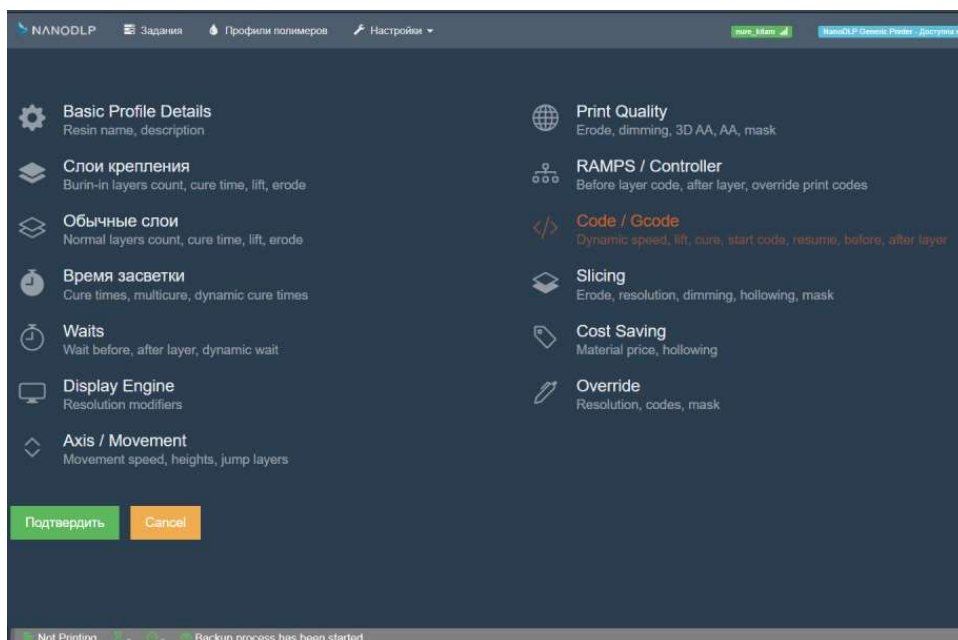 NANODLP
Задания
Профили полимеров
Настройки
NanoDLP Generic Printer - Доступна
Basic Profile Details
Resin name, description
Слои крепления
Burin-in layers count, cure time, lift, erode
Обычные слои
Normal layers count, cure time, lift, erode
Время засветки
Cure times, multicure, dynamic cure times
Waits
Wait before, after layer, dynamic wait
Display Engine
Resolution modifiers
Axis / Movement
Movement speed, heights, jump layers
Print Quality
Erode, dimming, 3D AA, AA, mask
RAMPS / Controller
Before layer code, after layer, override print codes
Code / Gcode
Dynamic speed, lift, cure, start code, resume, before, after layer
Slicing
Erode, resolution, dimming, hollowing, mask
Cost Saving
Material price, hollowing
Override
Resolution, codes, mask
Подтвердить
Cancel
Not Printing
Backup process has been started